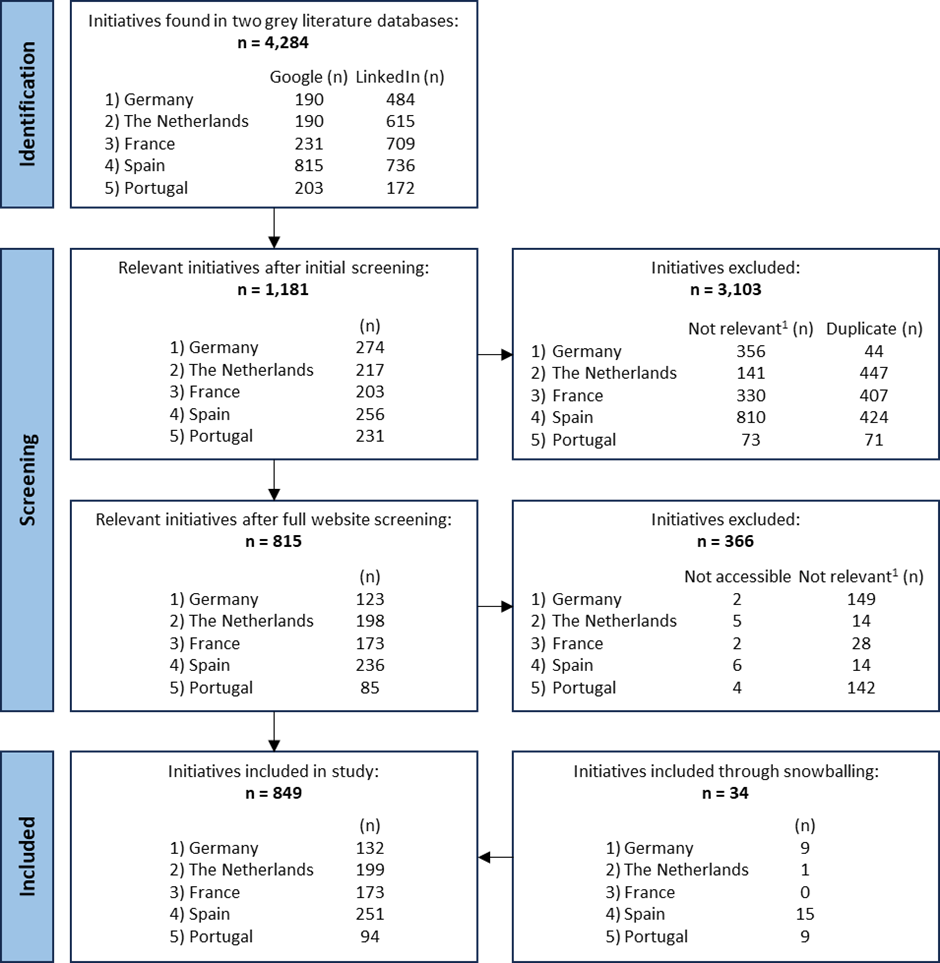 Identification
Initiatives found in two grey literature databases:
n = 4,284
Google (n) LinkedIn (n)
1) Germany 190 484
2) The Netherlands 190 615
3) France 231 709
4) Spain 815 736
5) Portugal 203 172
Screening
Relevant initiatives after initial screening:
n = 1,181
(n)
1) Germany 274
2) The Netherlands 217
3) France 203
4) Spain 256
5) Portugal 231
Initiatives excluded:
n = 3,103
Not relevant¹ (n) Duplicate (n)
1) Germany 356 44
2) The Netherlands 141 447
3) France 330 407
4) Spain 810 424
5) Portugal 73 71
Relevant initiatives after full website screening:
n = 815
(n)
1) Germany 123
2) The Netherlands 198
3) France 173
4) Spain 236
5) Portugal 85
Initiatives excluded:
n = 366
Not accessible Not relevant¹ (n)
1) Germany 2 149
2) The Netherlands 5 14
3) France 2 28
4) Spain 6 14
5) Portugal 4 142
Included
Initiatives included in study:
n = 849
(n)
1) Germany 132
2) The Netherlands 199
3) France 173
4) Spain 251
5) Portugal 94
Initiatives included through snowballing:
n = 34
(n)
1) Germany 9
2) The Netherlands 1
3) France 0
4) Spain 15
5) Portugal 9